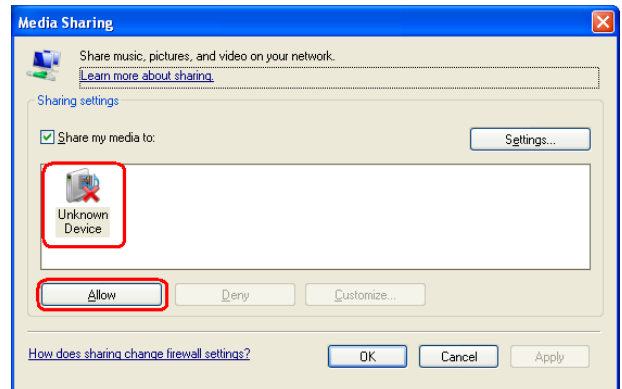 Media Sharing
Share music, pictures, and video on your network.
Learn more about sharing.
Sharing settings
Share my media to:
Settings...
Unknown
Device
Allow
Deny
Customize...
How does sharing change firewall settings?
OK
Cancel
Apply